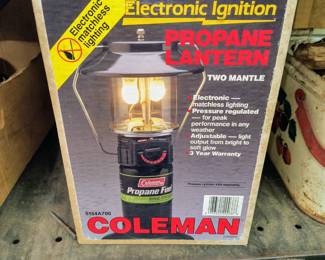 Electronic
matchless
lighting
Electronic Ignition
PROPANE
LANTERN
TWO MANTLE
Electronic —
matchless lighting
Pressure regulated
— for peak
performance in any
weather
Adjustable — light
output from bright to
soft glow
3 Year Warranty
Coleman
Propane Fuel
5154A700
COLEMAN